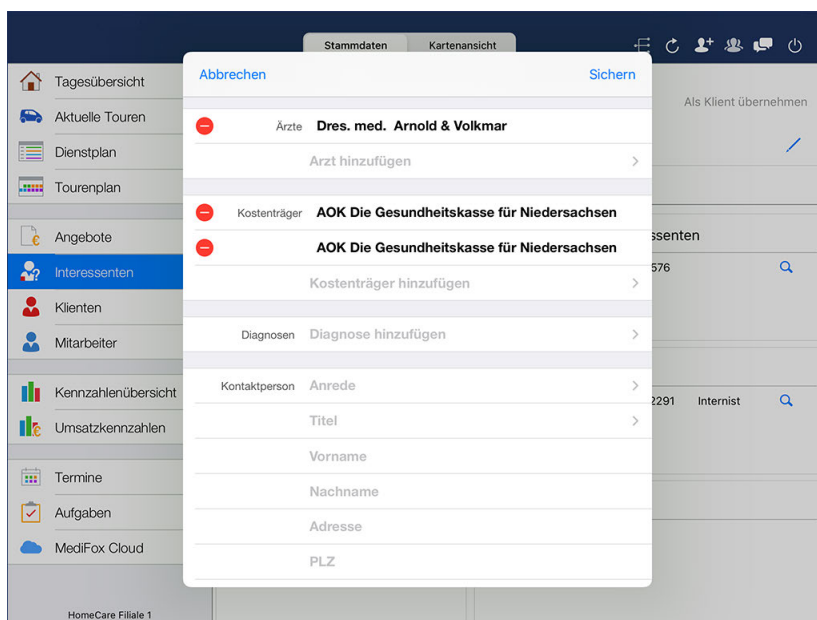 Stammdaten Kartenansicht
Abbrechen Sichern
Tagesübersicht
Aktuelle Touren
Dienstplan
Tourenplan
Angebote
Interessenten
Klienten
Mitarbeiter
Kennzahlenübersicht
Umsatzkennzahlen
Termine
Aufgaben
MediFox Cloud
HomeCare Filiale 1
Ärzte Dres. med. Arnold & Volkmar
Arzt hinzufügen
Kostenträger AOK Die Gesundheitskasse für Niedersachsen
AOK Die Gesundheitskasse für Niedersachsen
Kostenträger hinzufügen
Diagnosen Diagnose hinzufügen
Kontaktperson Anrede
Titel
Vorname
Nachname
Adresse
PLZ
Als Klient übernehmen
ssenten
576
2291 Internist